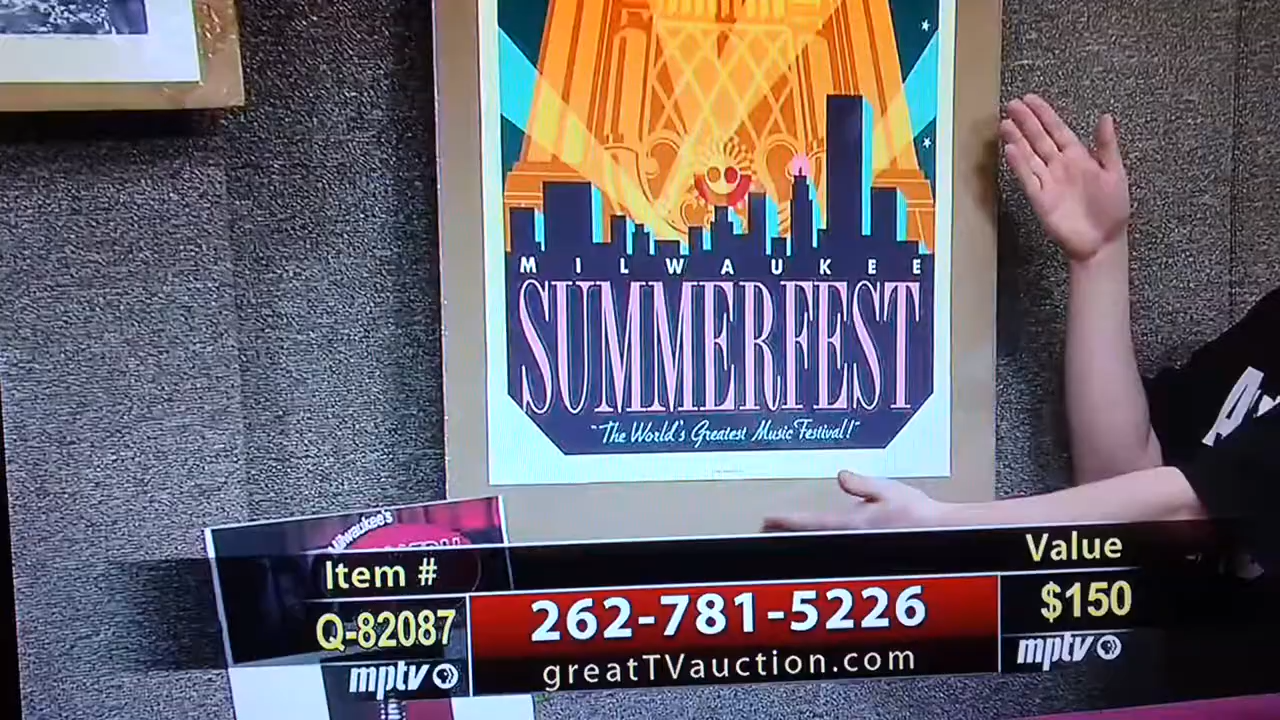 MILWAUKEE
SUMMERFEST
"The World's Greatest Music Festival!"
Milwaukee's
Item #
Value
Q-82087
262-781-5226
$150
mptv
greatTVauction.com
mptv